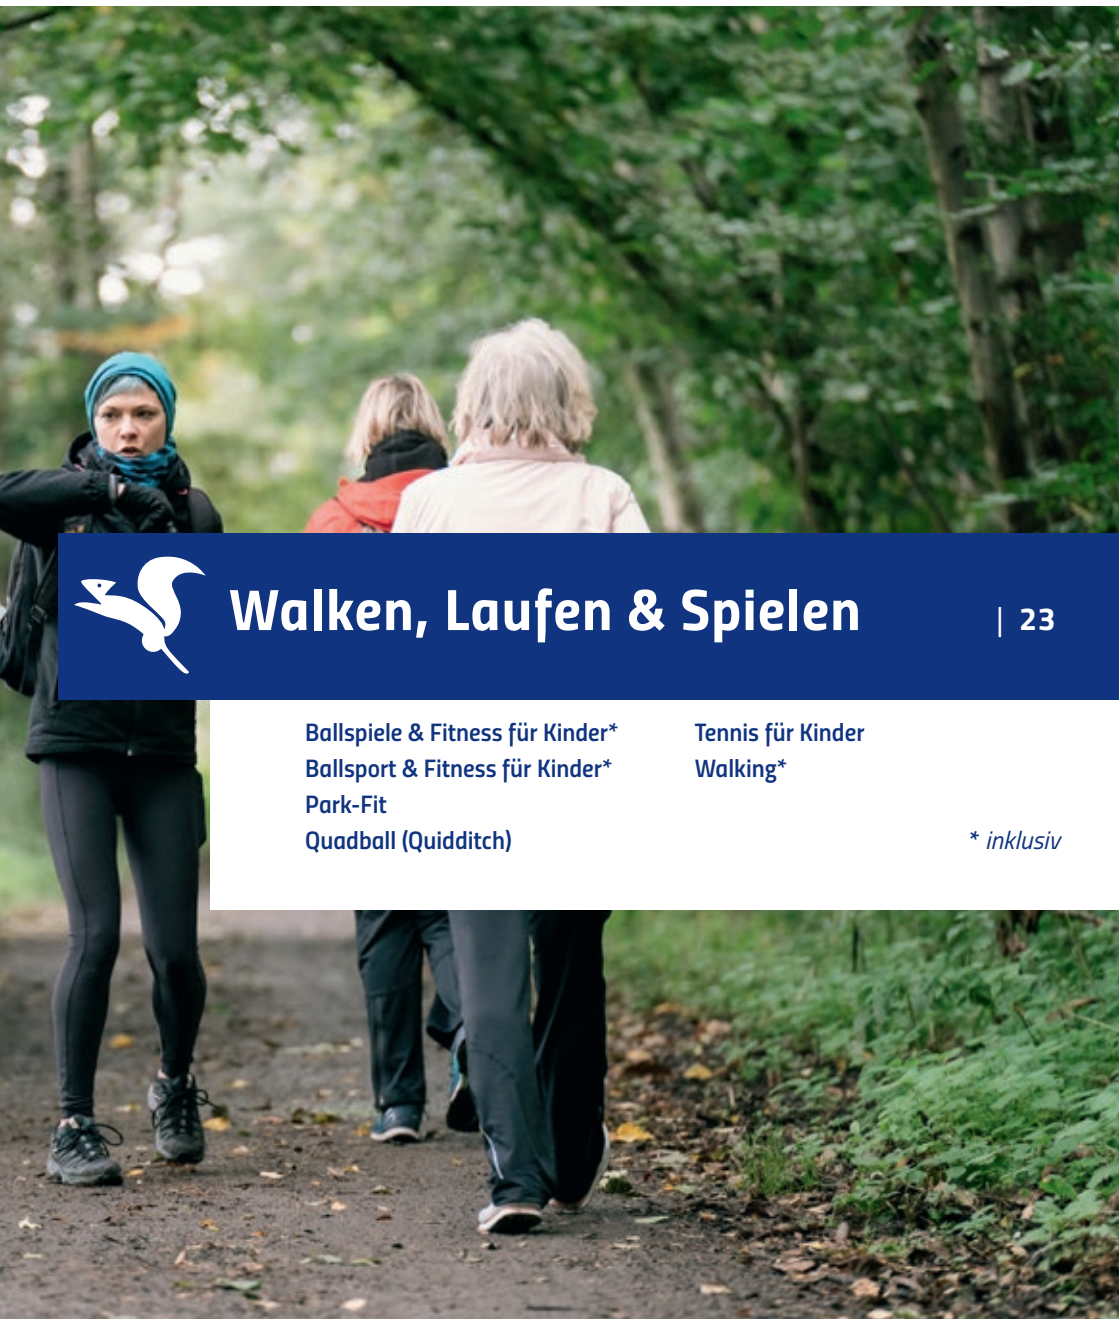 Walken, Laufen & Spielen | 23
Ballspiele & Fitness für Kinder*
Ballsport & Fitness für Kinder*
Park-Fit
Quadball (Quidditch)
Tennis für Kinder
Walking*
* inklusiv